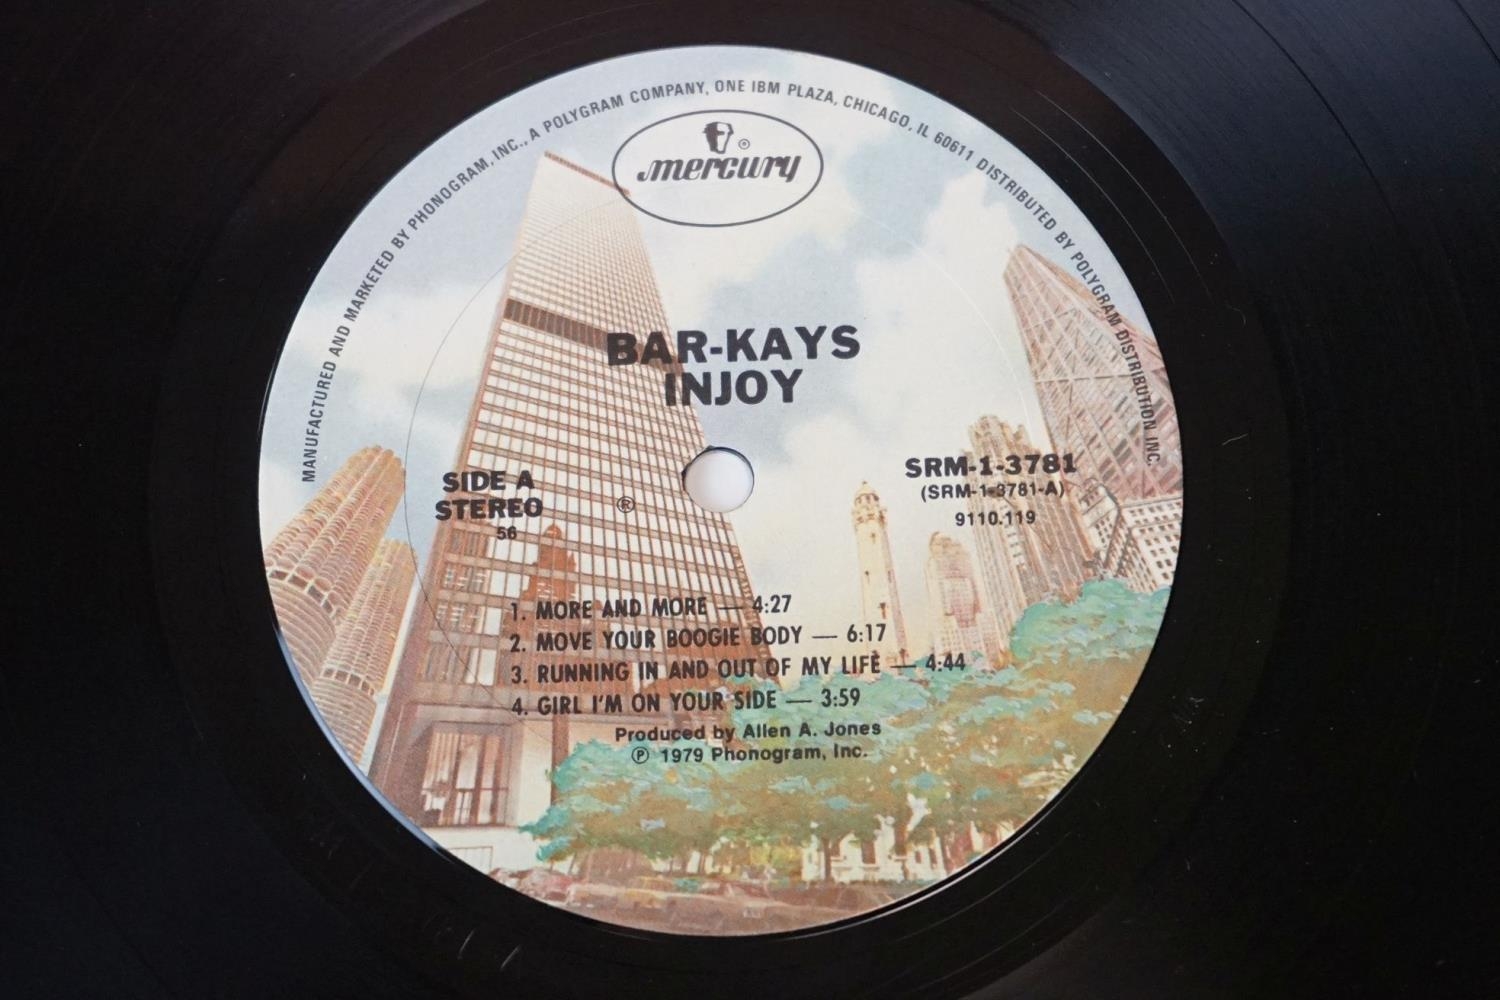 MANUFACTURED AND MARKETED BY PHONOGRAM, INC., A POLYGRAM COMPANY, ONE IBM PLAZA, CHICAGO, IL 60611 DISTRIBUTED BY POLYGRAM DISTRIBUTION INC.
mercury ®
BAR-KAYS
INJOY
SIDE A
STEREO
56
®
SRM-1-3781
(SRM-1-3781-A)
9110.119
1. MORE AND MORE — 4:27
2. MOVE YOUR BOOGIE BODY — 6:17
3. RUNNING IN AND OUT OF MY LIFE — 4:44
4. GIRL I'M ON YOUR SIDE — 3:59
Produced by Allen A. Jones
℗ 1979 Phonogram, Inc.